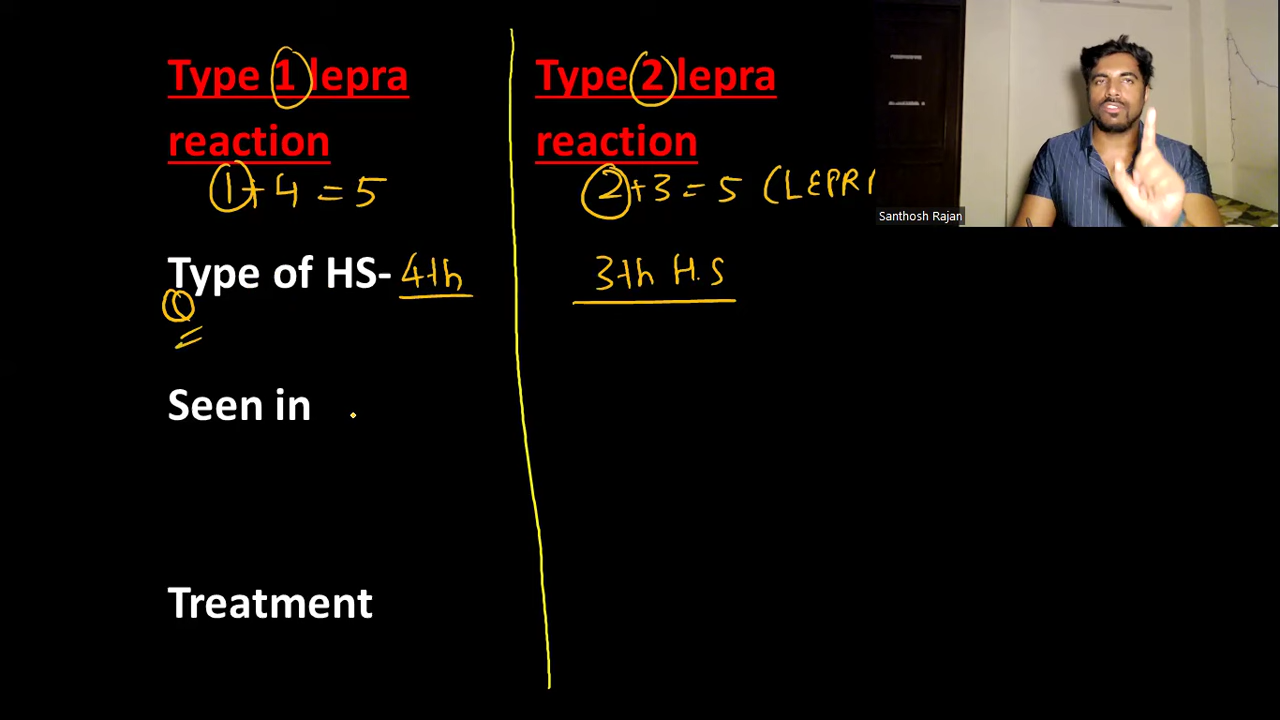 Type 1 lepra
reaction
1+4=5
Type of HS- 4th
Seen in
Treatment
Type 2 lepra
reaction
2+3=5 (LEPR
3th H.S
Santhosh Rajan